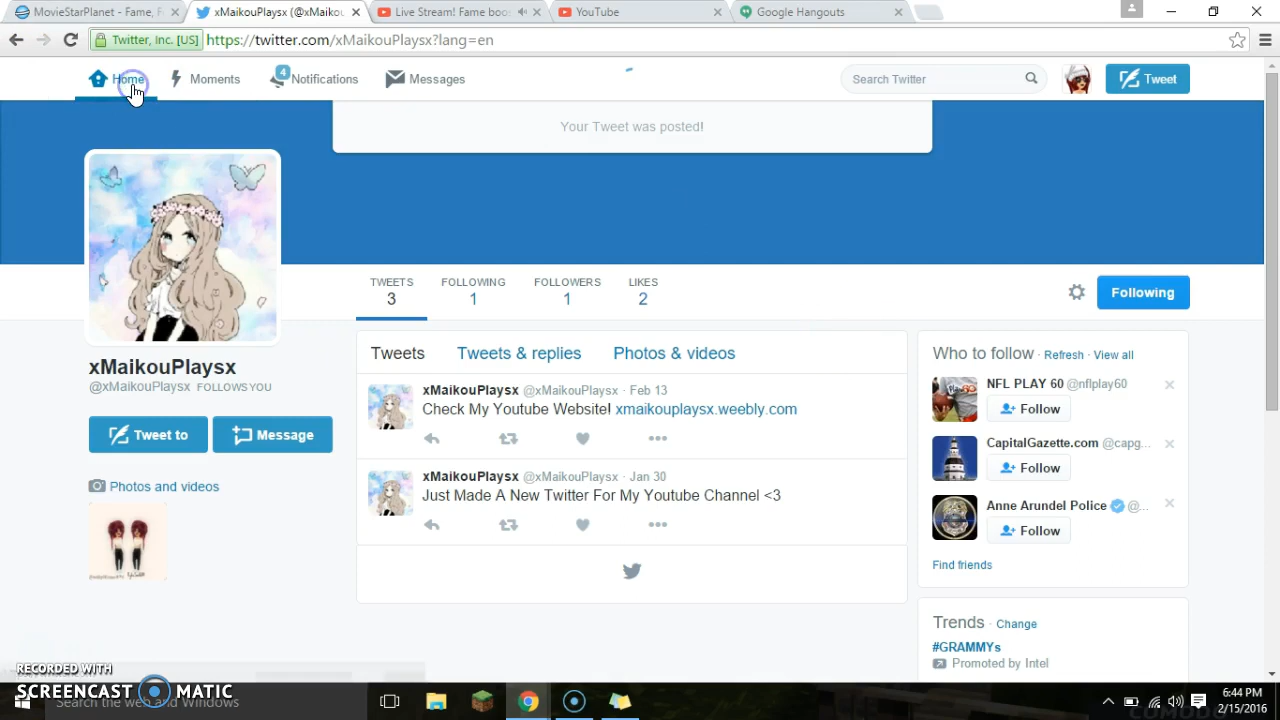 MovieStarPlanet - Fame, F
xMaikouPlaysx (@xMaikou
Live Stream! Fame boos
YouTube
Google Hangouts
Twitter, Inc. [US]
https://twitter.com/xMaikouPlaysx?lang=en
Home
Moments
4
Notifications
Messages
Search Twitter
Tweet
Your Tweet was posted!
TWEETS
3
FOLLOWING
1
FOLLOWERS
1
LIKES
2
Following
xMaikouPlaysx
@xMaikouPlaysx FOLLOWS YOU
Tweet to
Message
Photos and videos
Tweets
Tweets & replies
Photos & videos
xMaikouPlaysx @xMaikouPlaysx · Feb 13
Check My Youtube Website! xmaikouplaysx.weebly.com
xMaikouPlaysx @xMaikouPlaysx · Jan 30
Just Made A New Twitter For My Youtube Channel <3
Who to follow · Refresh · View all
NFL PLAY 60 @nflplay60
Follow
CapitalGazette.com @capg...
Follow
Anne Arundel Police @...
Follow
Find friends
Trends · Change
#GRAMMYs
Promoted by Intel
RECORDED WITH
SCREENCAST MATIC
Search the web and Windows
6:44 PM
2/15/2016